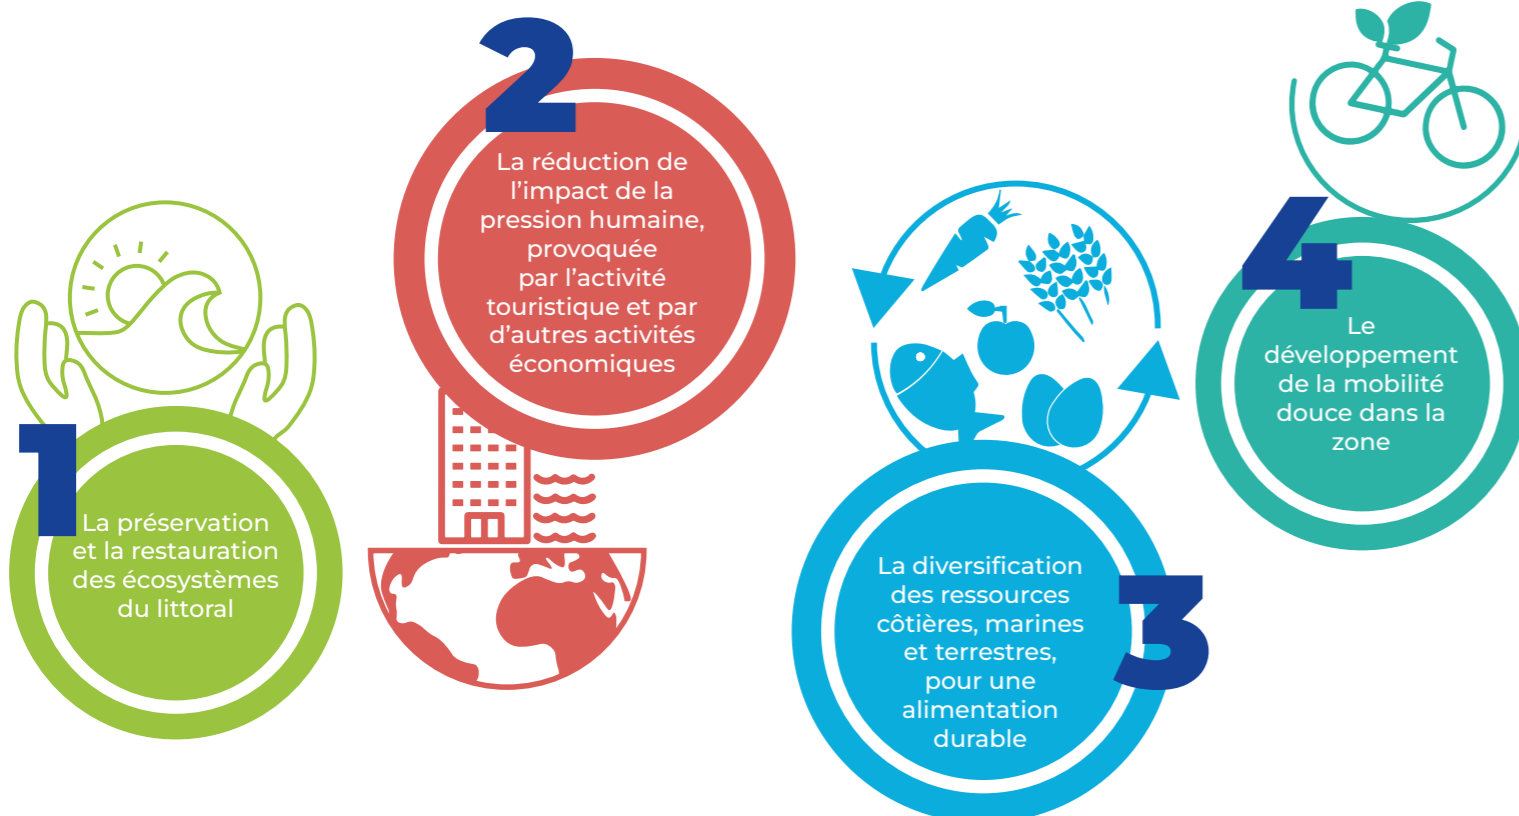 1
La préservation
et la restauration
des écosystèmes
du littoral
2
La réduction de
l’impact de la
pression humaine,
provoquée
par l’activité
touristique et par
d’autres activités
économiques
3
La diversification
des ressources
côtières, marines
et terrestres,
pour une
alimentation
durable
4
Le
développement
de la mobilité
douce dans la
zone